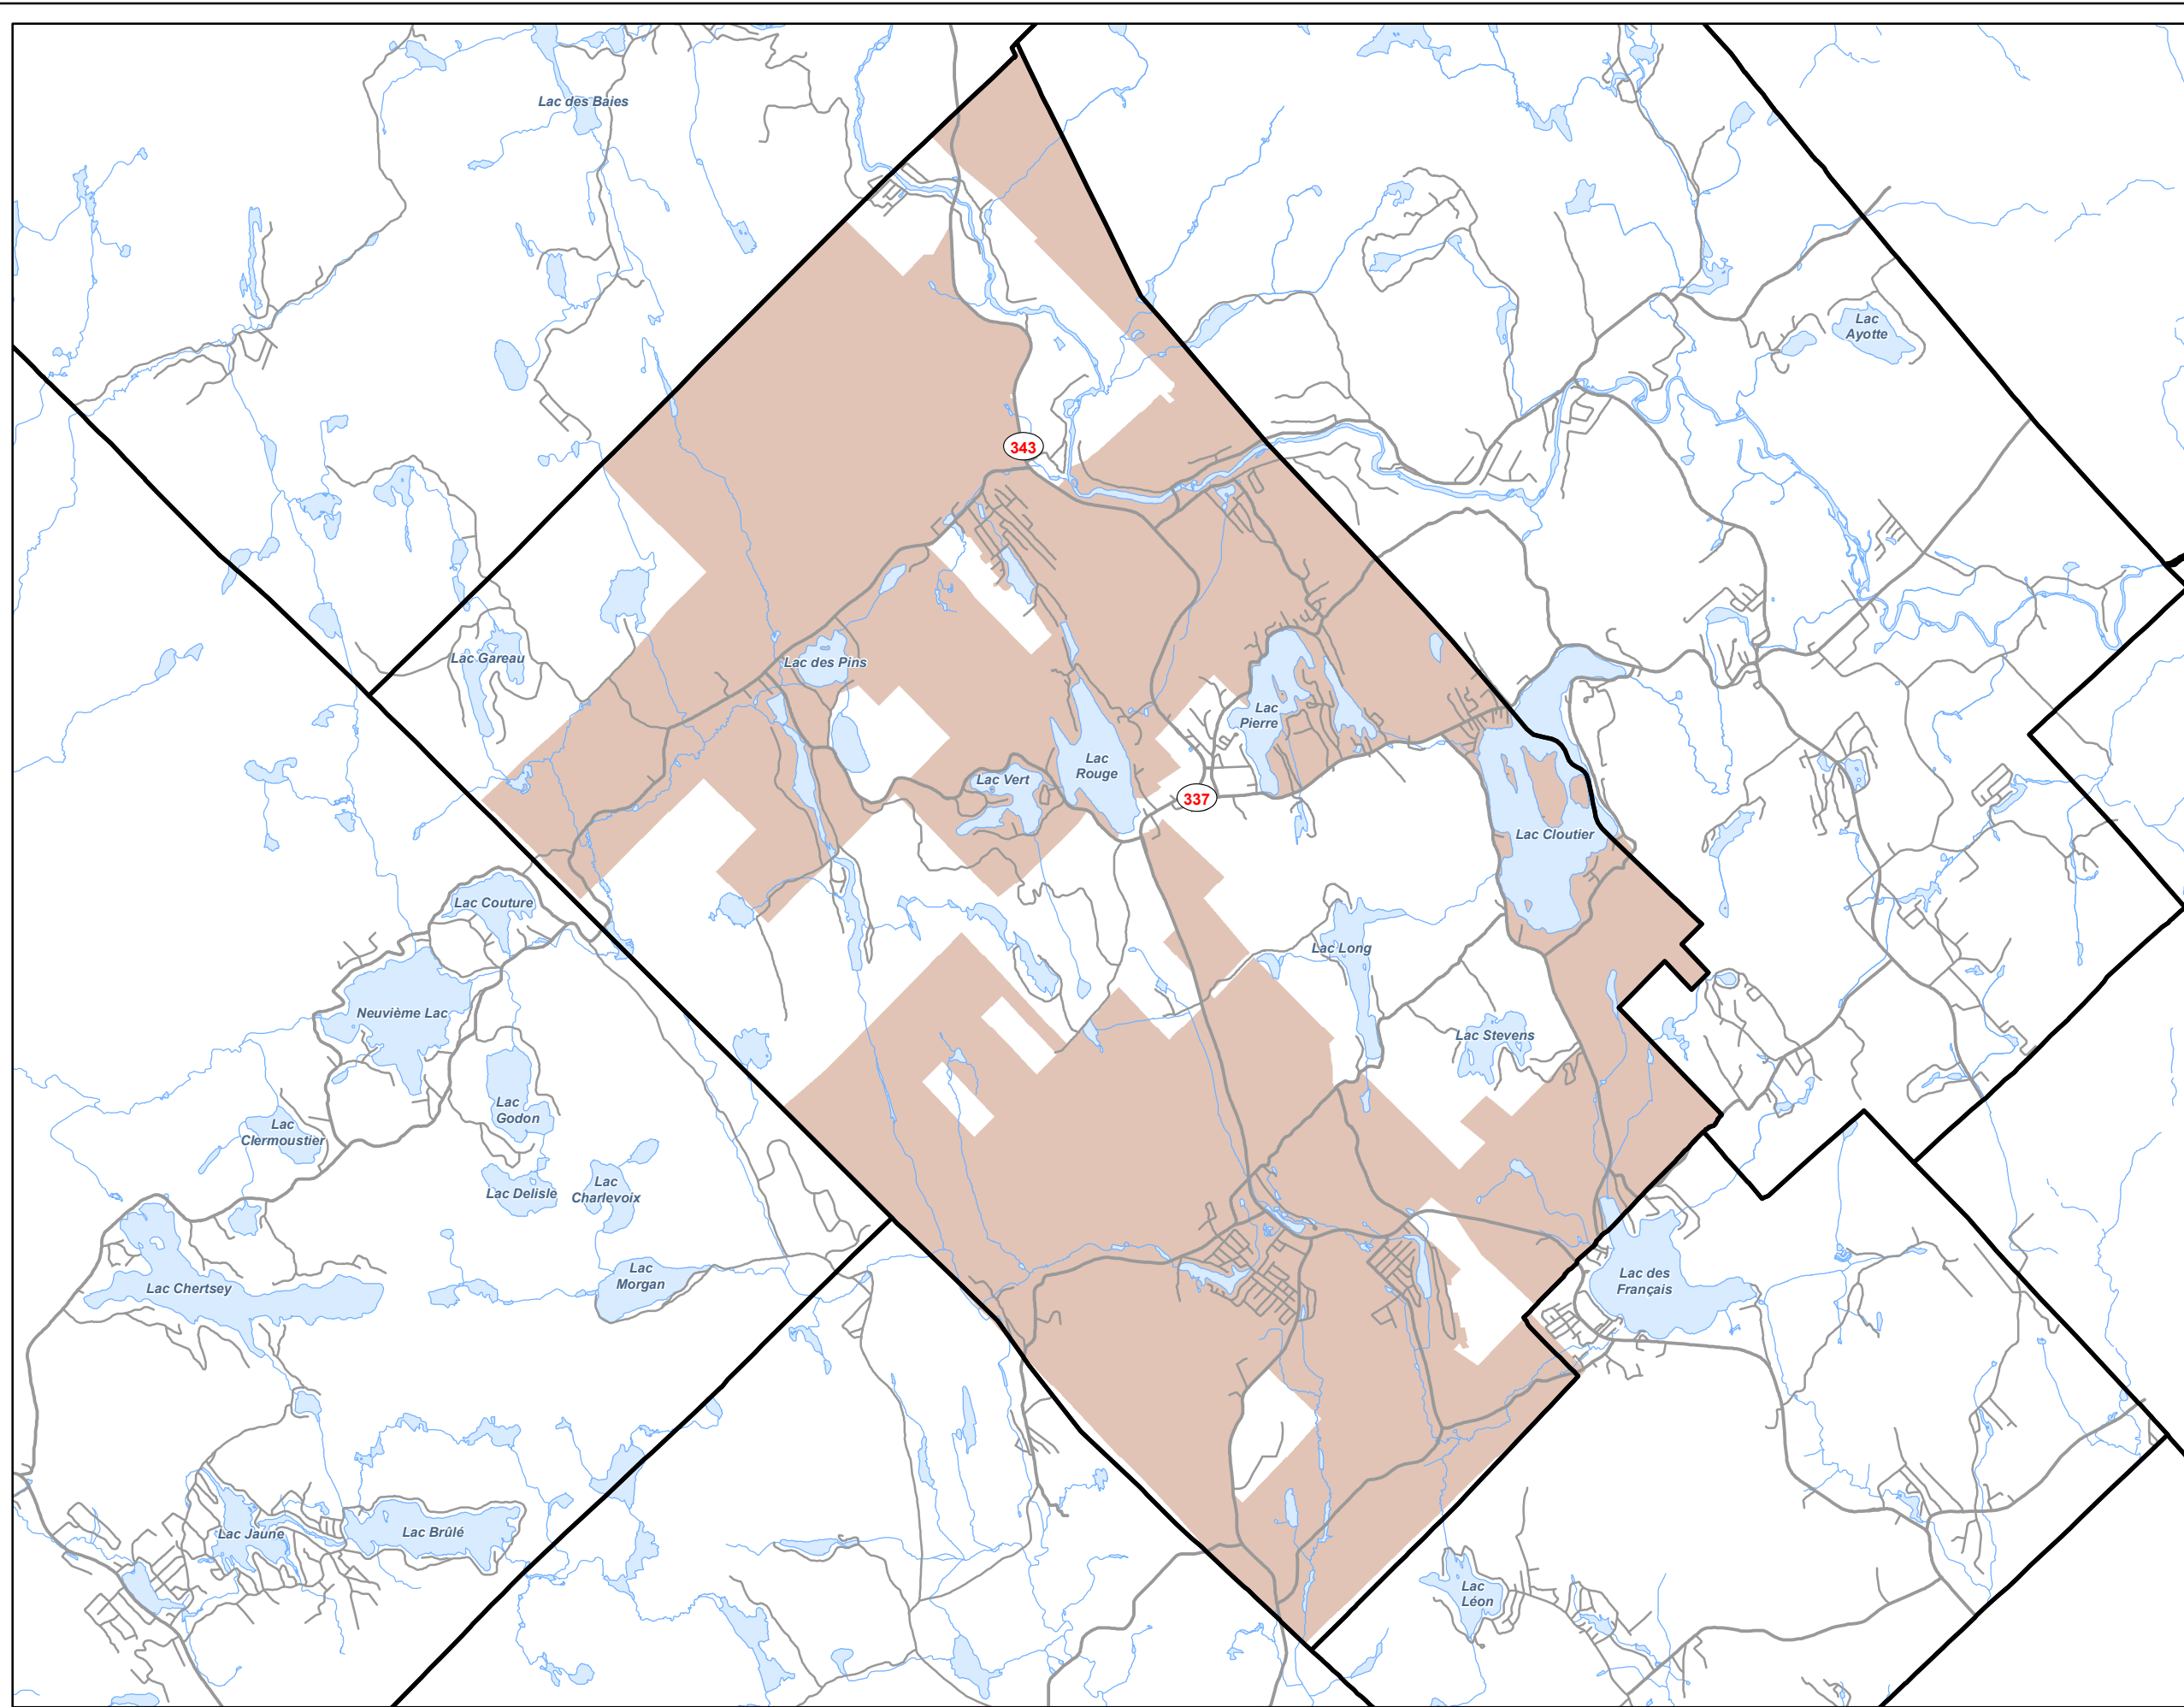 Lac des Baies
Lac
Ayotte
343
Lac Gareau
Lac des Pins
Lac
Pierre
Lac
Rouge
Lac Vert
337
Lac Cloutier
Lac Couture
Lac Long
Neuvième Lac
Lac Stevens
Lac
Godon
Lac
Clermoustier
Lac Delisle
Lac
Charlevoix
Lac
Morgan
Lac Chertsey
Lac des
Français
Lac Jaune
Lac Brûlé
Lac
Léon